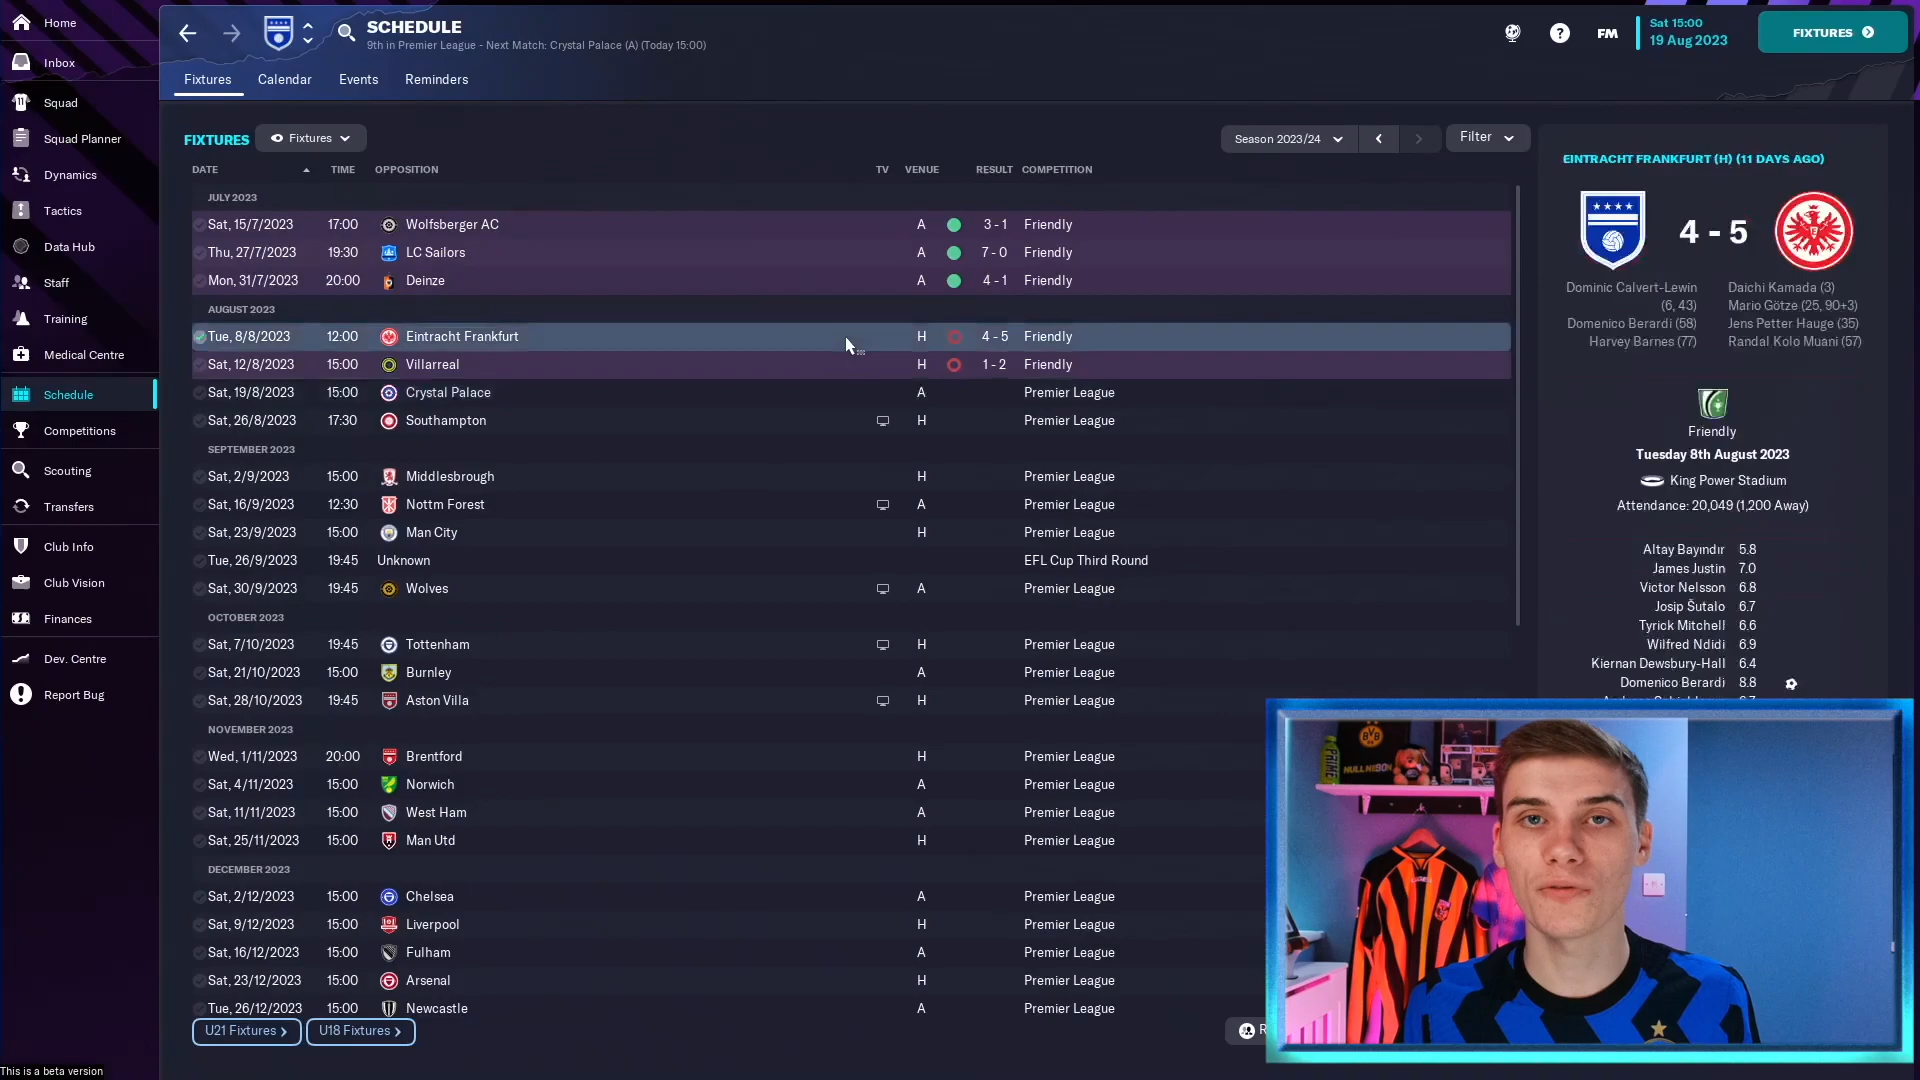 Home
Inbox
Squad
Squad Planner
Dynamics
Tactics
Data Hub
Staff
Training
Medical Centre
Schedule
Competitions
Scouting
Transfers
Club Info
Club Vision
Finances
Dev. Centre
Report Bug
This is a beta version
SCHEDULE
9th in Premier League - Next Match: Crystal Palace (A) (Today 15:00)
FM
Sat 15:00
19 Aug 2023
FIXTURES
Fixtures Calendar Events Reminders
FIXTURES Fixtures
Season 2023/24 Filter
DATE TIME OPPOSITION TV VENUE RESULT COMPETITION
JULY 2023
Sat, 15/7/2023 17:00 Wolfsberger AC A 3 - 1 Friendly
Thu, 27/7/2023 19:30 LC Sailors A 7 - 0 Friendly
Mon, 31/7/2023 20:00 Deinze A 4 - 1 Friendly
AUGUST 2023
Tue, 8/8/2023 12:00 Eintracht Frankfurt H 4 - 5 Friendly
Sat, 12/8/2023 15:00 Villarreal H 1 - 2 Friendly
Sat, 19/8/2023 15:00 Crystal Palace A Premier League
Sat, 26/8/2023 17:30 Southampton H Premier League
SEPTEMBER 2023
Sat, 2/9/2023 15:00 Middlesbrough H Premier League
Sat, 16/9/2023 12:30 Nottm Forest A Premier League
Sat, 23/9/2023 15:00 Man City H Premier League
Tue, 26/9/2023 19:45 Unknown EFL Cup Third Round
Sat, 30/9/2023 19:45 Wolves A Premier League
OCTOBER 2023
Sat, 7/10/2023 19:45 Tottenham H Premier League
Sat, 21/10/2023 15:00 Burnley A Premier League
Sat, 28/10/2023 19:45 Aston Villa H Premier League
NOVEMBER 2023
Wed, 1/11/2023 20:00 Brentford H Premier League
Sat, 4/11/2023 15:00 Norwich A Premier League
Sat, 11/11/2023 15:00 West Ham A Premier League
Sat, 25/11/2023 15:00 Man Utd H Premier League
DECEMBER 2023
Sat, 2/12/2023 15:00 Chelsea A Premier League
Sat, 9/12/2023 15:00 Liverpool H Premier League
Sat, 16/12/2023 15:00 Fulham A Premier League
Sat, 23/12/2023 15:00 Arsenal H Premier League
Tue, 26/12/2023 15:00 Newcastle A Premier League
U21 Fixtures U18 Fixtures
EINTRACHT FRANKFURT (H) (11 DAYS AGO)
4 - 5
Dominic Calvert-Lewin
(6, 43)
Domenico Berardi (58)
Harvey Barnes (77)
Daichi Kamada (3)
Mario Götze (25, 90+3)
Jens Petter Hauge (35)
Randal Kolo Muani (57)
Friendly
Tuesday 8th August 2023
King Power Stadium
Attendance: 20,049 (1,200 Away)
Altay Bayındır 5.8
James Justin 7.0
Victor Nelsson 6.8
Josip Šutalo 6.7
Tyrick Mitchell 6.6
Wilfred Ndidi 6.9
Kiernan Dewsbury-Hall 6.4
Domenico Berardi 8.8
BVB
PRIME